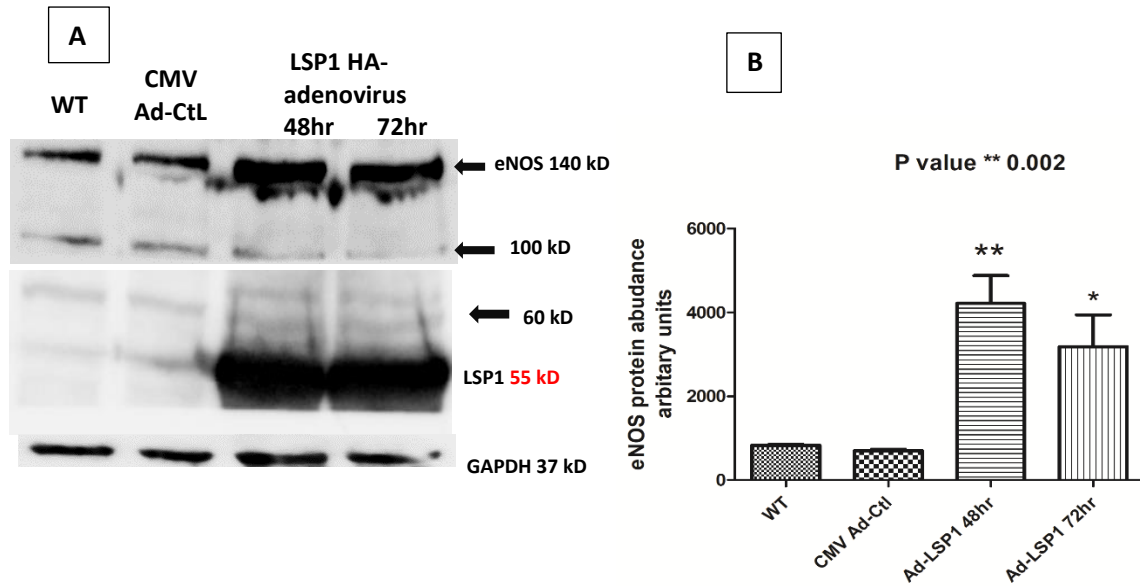 A
WT
CMV
Ad-CtL
LSP1 HA-
adenovirus
48hr 72hr
eNOS 140 kD
100 kD
60 kD
LSP1 55 kD
GAPDH 37 kD
B
P value ** 0.002
eNOS protein abudance
arbitary units
6000
4000
2000
0
**
*
WT
CMV Ad-Ctl
Ad-LSP1 48hr
Ad-LSP1 72hr